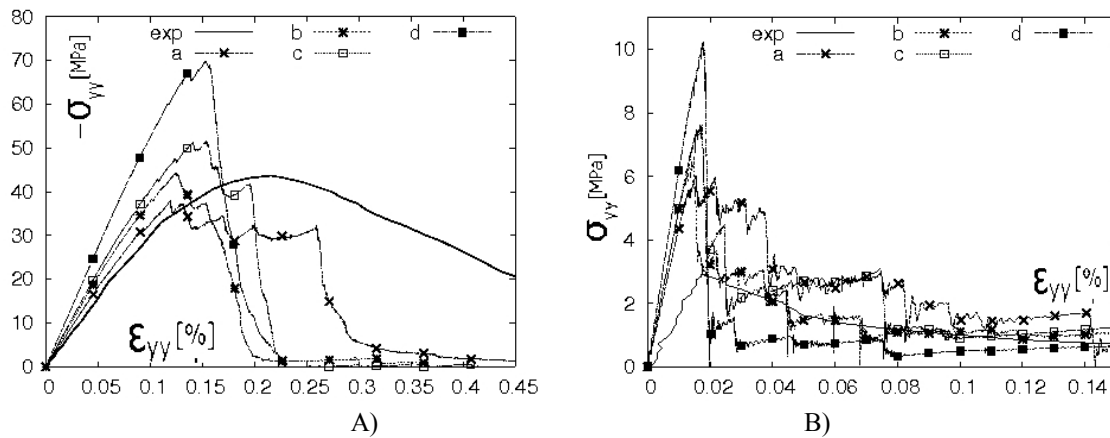 80
70
60
50
40
30
20
10
0
−σyy [MPa]
exp
a
b
c
d
εyy [%]
0 0.05 0.1 0.15 0.2 0.25 0.3 0.35 0.4 0.45
A)
10
8
6
4
2
0
σyy [MPa]
exp
a
b
c
d
εyy [%]
0 0.02 0.04 0.06 0.08 0.1 0.12 0.14
B)